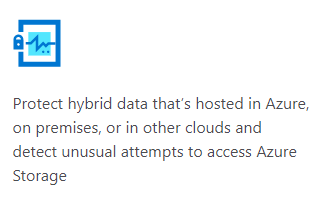 Protect hybrid data that's hosted in Azure,
on premises, or in other clouds and
detect unusual attempts to access Azure
Storage